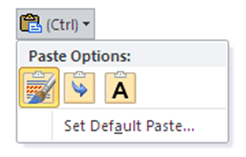 (Ctrl)
Paste Options:
A
Set Default Paste...